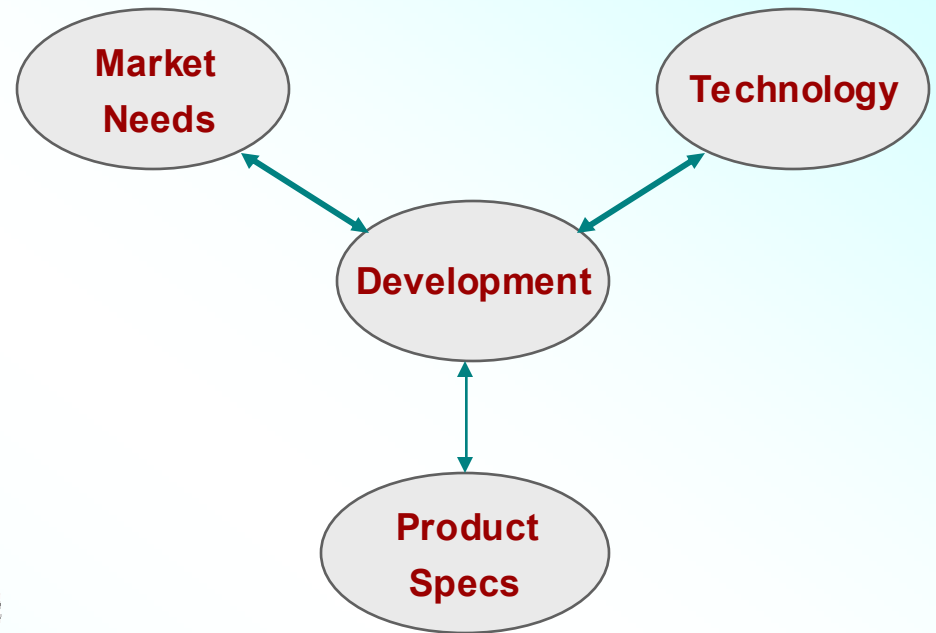 Market
Needs
Technology
Development
Product
Specs